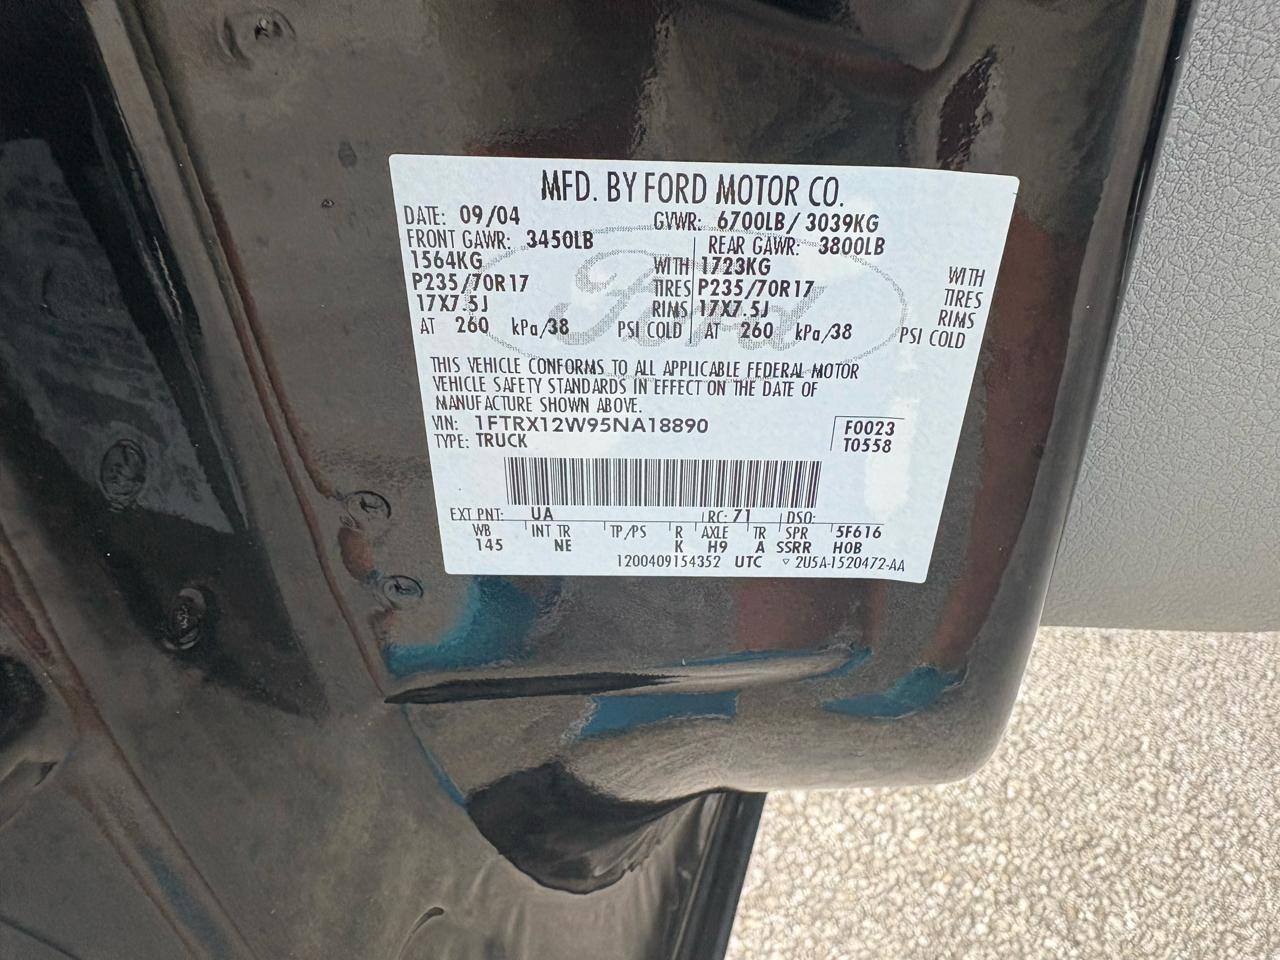 MFD. BY FORD MOTOR CO.
DATE: 09/04 GVWR: 6700LB/ 3039KG
FRONT GAWR: 3450LB REAR GAWR: 3800LB
1564KG WITH 1723KG WITH
P235/70R17 TIRES P235/70R17 TIRES
17X7.5J RIMS 17X7.5J RIMS
AT 260 kPa/38 PSI COLD AT 260 kPa/38 PSI COLD
Ford
THIS VEHICLE CONFORMS TO ALL APPLICABLE FEDERAL MOTOR
VEHICLE SAFETY STANDARDS IN EFFECT ON THE DATE OF
MANUFACTURE SHOWN ABOVE.
VIN: 1FTRX12W95NA18890 F0023
TYPE: TRUCK T0558
EXT PNT: UA RC: 71 DSO:
WB INT TR TP/PS R AXLE TR SPR 5F616
145 NE K H9 A SSRR H0B
1200409154352 UTC ▽ 2U5A-1520472-AA